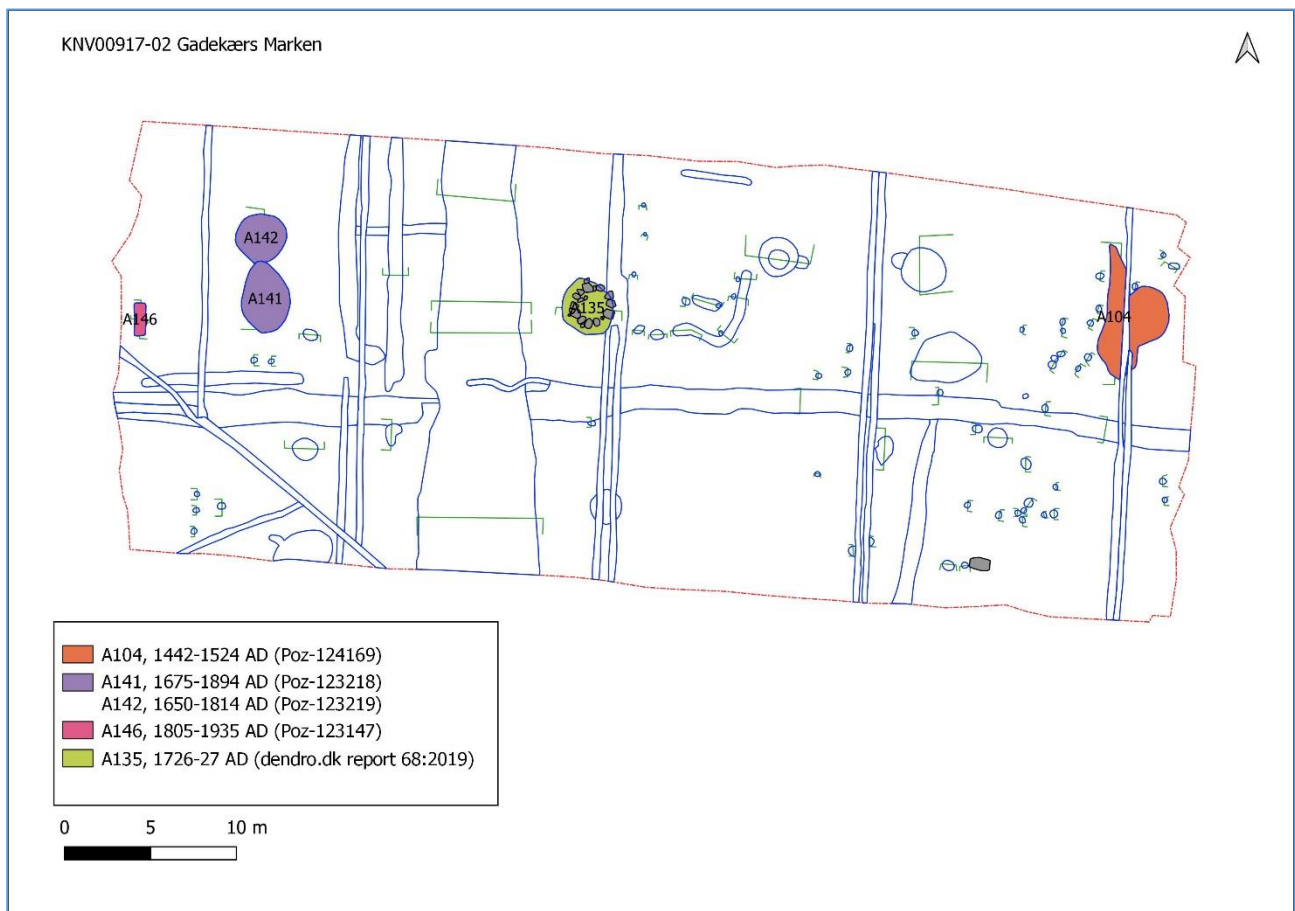 KNV00917-02 Gadekærs Marken
A142
A141
A146
A135
A104
A104, 1442-1524 AD (Poz-124169)
A141, 1675-1894 AD (Poz-123218)
A142, 1650-1814 AD (Poz-123219)
A146, 1805-1935 AD (Poz-123147)
A135, 1726-27 AD (dendro.dk report 68:2019)
0 5 10 m